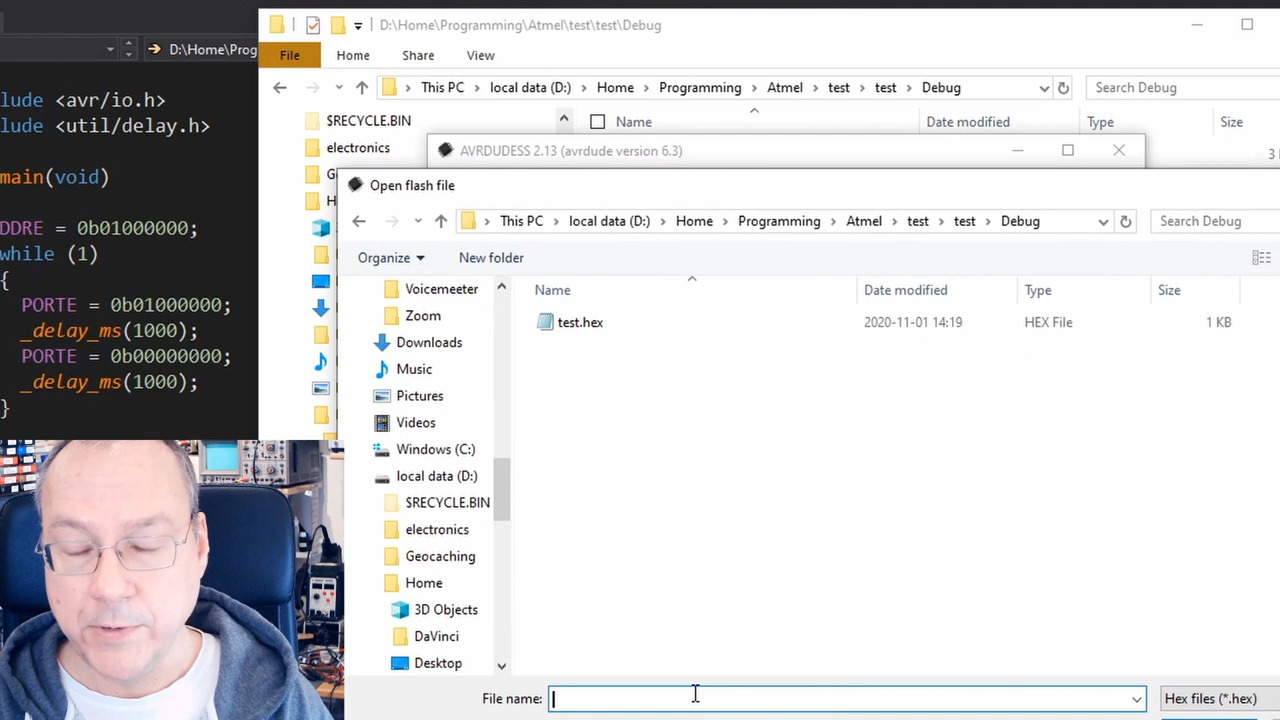 D:\Home\Programming\Atmel\test\test\Debug
D:\Home\Prog
File Home Share View
This PC local data (D:) Home Programming Atmel test test Debug
Search Debug
lude <avr/io.h>
lude <util/delay.h>
main(void)
DDRE = 0b01000000;
while (1)
{
PORTE = 0b01000000;
_delay_ms(1000);
PORTE = 0b00000000;
_delay_ms(1000);
}
$RECYCLE.BIN
electronics
Name Date modified Type Size
AVRDUDESS 2.13 (avrdude version 6.3)
3
Open flash file
This PC local data (D:) Home Programming Atmel test test Debug
Search Debug
Organize New folder
Voicemeeter
Zoom
Downloads
Music
Pictures
Videos
Windows (C:)
local data (D:)
$RECYCLE.BIN
electronics
Geocaching
Home
3D Objects
DaVinci
Desktop
Name Date modified Type Size
test.hex 2020-11-01 14:19 HEX File 1 KB
File name:
Hex files (*.hex)